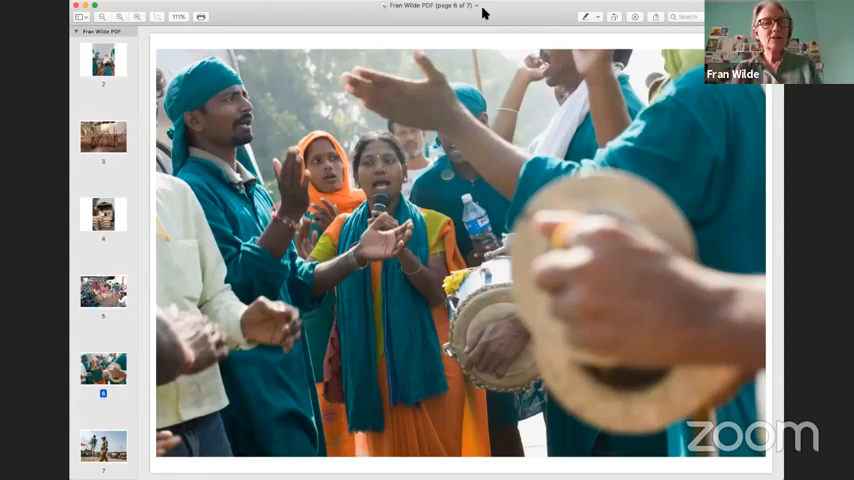 Fran Wilde PDF (page 6 of 7)
111%
Search
Fran Wilde PDF
2
3
4
5
6
7
Fran Wilde
zoom